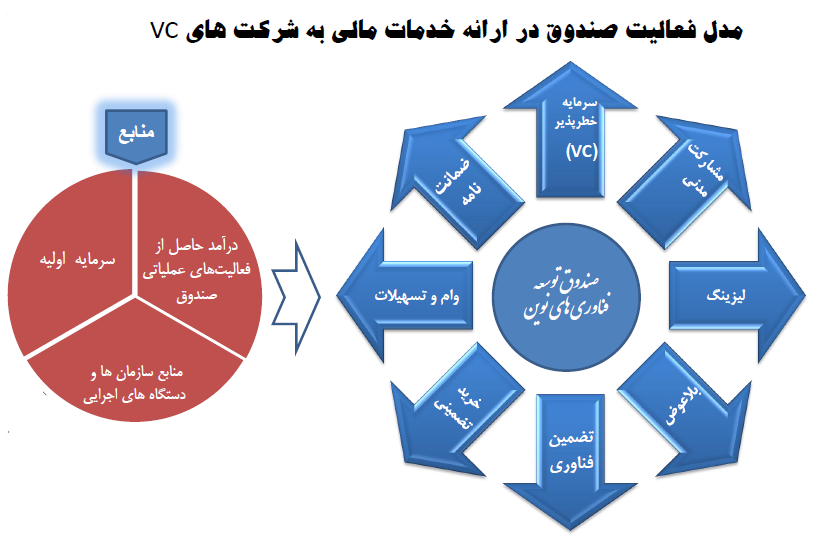 مدل فعالیت صندوق در ارائه خدمات مالی به شرکت های VC
منابع
درآمد حاصل از
فعالیت‌های عملیاتی
صندوق
سرمایه اولیه
منابع سازمان ها و
دستگاه های اجرایی
صندوق توسعه
فناوری‌های نوین
سرمایه
خطرپذیر
(VC)
مشارکت
مدنی
لیزینگ
بلاعوض
تضمین
فناوری
خرید
تضمینی
وام و تسهیلات
ضمانت
نامه